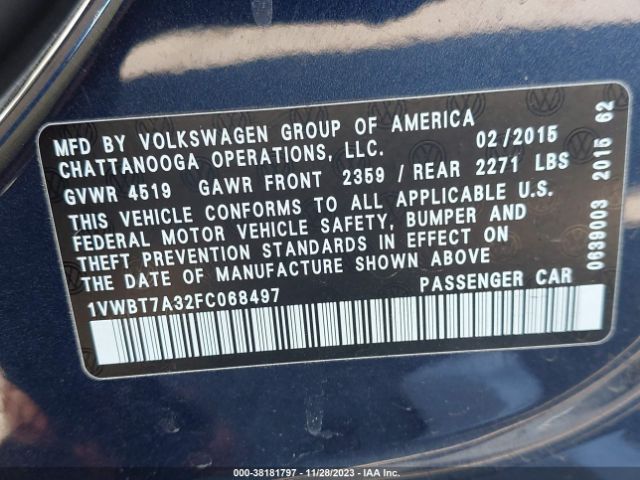 MFD BY VOLKSWAGEN GROUP OF AMERICA
CHATTANOOGA OPERATIONS, LLC. 02/2015
GVWR 4519 GAWR FRONT 2359 / REAR 2271 LBS
THIS VEHICLE CONFORMS TO ALL APPLICABLE U.S.
FEDERAL MOTOR VEHICLE SAFETY, BUMPER AND
THEFT PREVENTION STANDARDS IN EFFECT ON
THE DATE OF MANUFACTURE SHOWN ABOVE
1VWBT7A32FC068497 PASSENGER CAR
0639003 2015 62
000-38181797 - 11/28/2023 - IAA Inc.